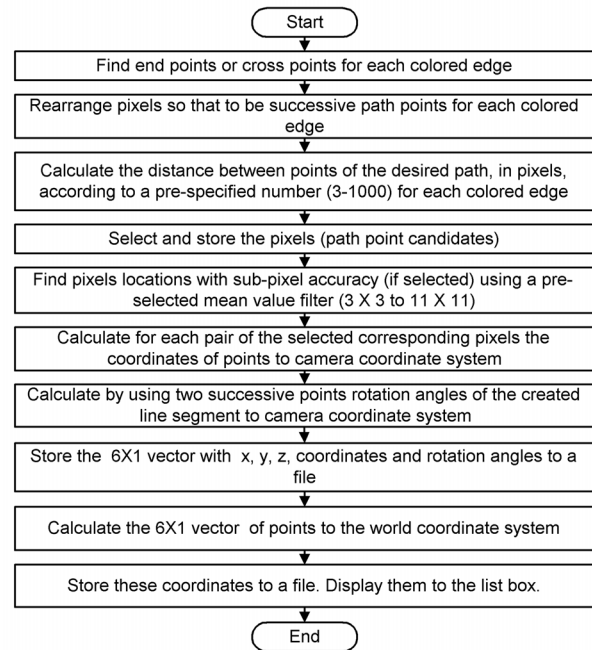 Start
Find end points or cross points for each colored edge
Rearrange pixels so that to be successive path points for each colored
edge
Calculate the distance between points of the desired path, in pixels,
according to a pre-specified number (3-1000) for each colored edge
Select and store the pixels (path point candidates)
Find pixels locations with sub-pixel accuracy (if selected) using a pre-
selected mean value filter (3 X 3 to 11 X 11)
Calculate for each pair of the selected corresponding pixels the
coordinates of points to camera coordinate system
Calculate by using two successive points rotation angles of the created
line segment to camera coordinate system
Store the 6X1 vector with x, y, z, coordinates and rotation angles to a
file
Calculate the 6X1 vector of points to the world coordinate system
Store these coordinates to a file. Display them to the list box.
End